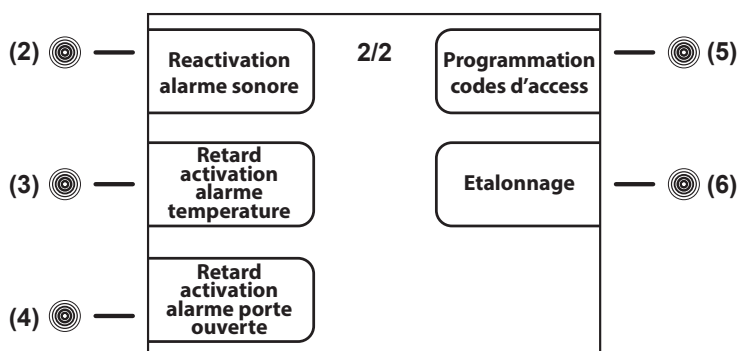 (2)
Reactivation
alarme sonore
2/2
Programmation
codes d’access
(5)
(3)
Retard
activation
alarme
temperature
Etalonnage
(6)
(4)
Retard
activation
alarme porte
ouverte